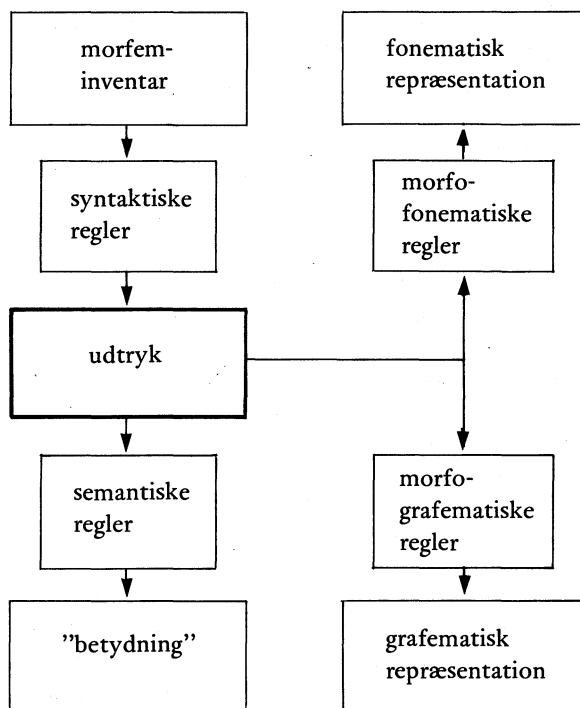 morfem-
inventar
syntaktiske
regler
udtryk
semantiske
regler
"betydning"
fonematisk
repræsentation
morfo-
fonematiske
regler
morfo-
grafematiske
regler
grafematisk
repræsentation